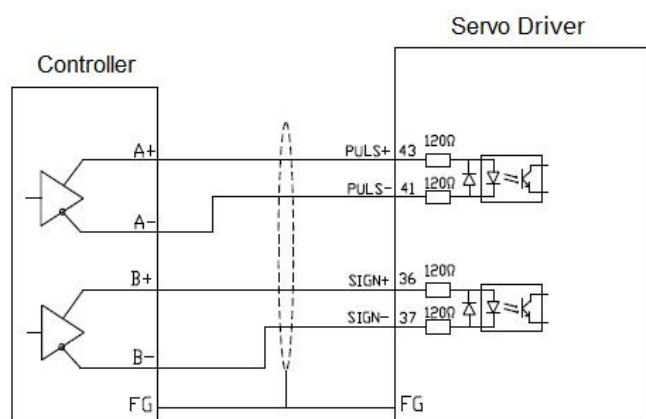 Servo Driver
Controller
A+ PULS+ 43 120Ω
A- PULS- 41 120Ω
B+ SIGN+ 36 120Ω
B- SIGN- 37 120Ω
FG FG